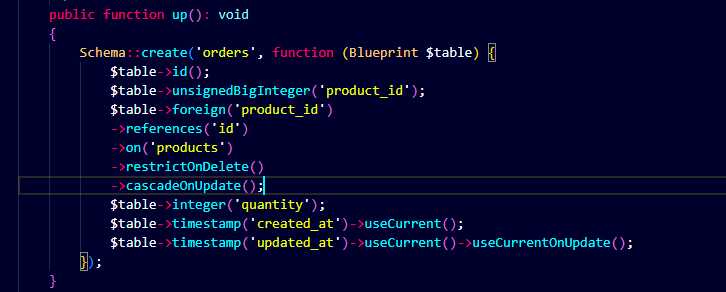 public function up(): void
{
Schema::create('orders', function (Blueprint $table) {
$table->id();
$table->unsignedBigInteger('product_id');
$table->foreign('product_id')
->references('id')
->on('products')
->restrictOnDelete()
->cascadeOnUpdate();
$table->integer('quantity');
$table->timestamp('created_at')->useCurrent();
$table->timestamp('updated_at')->useCurrent()->useCurrentOnUpdate();
});
}